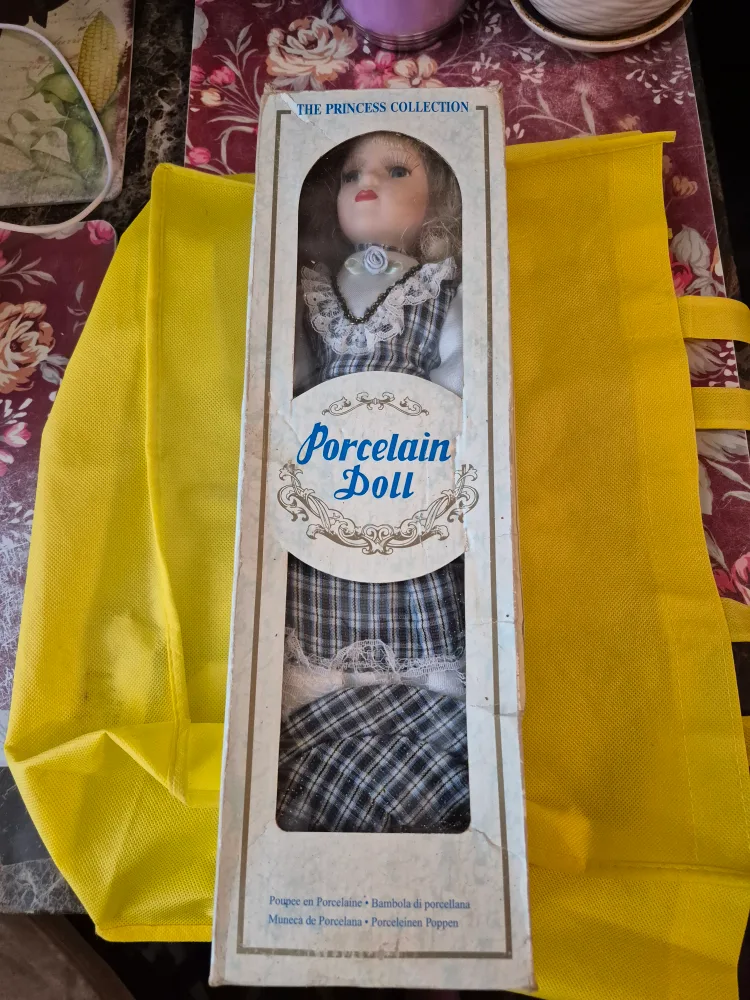 THE PRINCESS COLLECTION
Porcelain
Doll
Poupee en Porcelaine • Bambola di porcellana
Muneca de Porcelana • Porceleinen Poppen